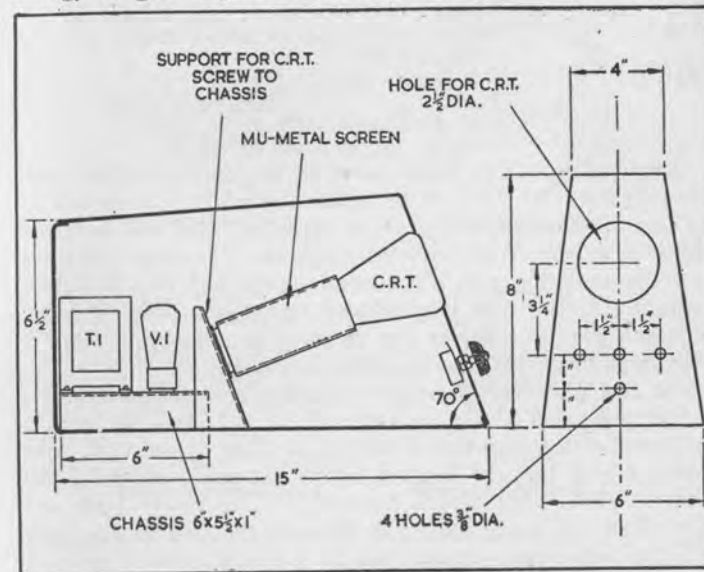 SUPPORT FOR C.R.T.
SCREW TO
CHASSIS
MU-METAL SCREEN
HOLE FOR C.R.T.
2½" DIA.
4"
6½"
T.1
V.1
C.R.T.
70°
6"
15"
CHASSIS 6"x5½"x1"
8"
3¼"
1½"
1½"
6"
4 HOLES ⅜" DIA.